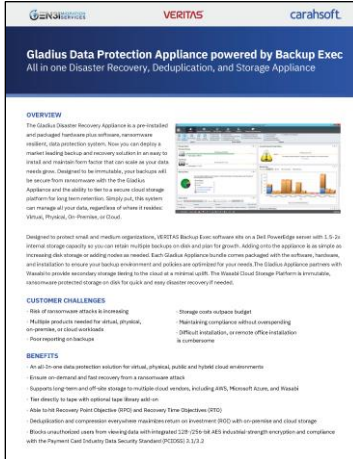 GENSI
SERVICES
VERITAS
carahsoft.
Gladius Data Protection Appliance powered by Backup Exec
All in one Disaster Recovery, Deduplication, and Storage Appliance
OVERVIEW
The Gladius Disaster Recovery Appliance is a pre-installed
and packaged hardware plus software, ransomware
resilient, data protection system. Now you can deploy a
market leading backup and recovery solution in an easy to
install and maintain form factor that can scale as your data
needs grow. Designed to be immutable, your backups will
be secure from ransomware with the the Gladius
Appliance and the ability to tier to a secure cloud storage
platform for long term retention. Simply put, this system
can manage all your data, regardless of where it resides:
Virtual, Physical, On-Premise, or Cloud.
Designed to protect small and medium organizations, VERITAS Backup Exec software sits on a Dell PowerEdge server with 1.5-2x
internal storage capacity so you can retain multiple backups on disk and plan for growth. Adding onto the appliance is as simple as
increasing disk storage or adding nodes as needed. Each Gladius Appliance bundle comes packaged with the software, hardware,
and installation to ensure your backup environment and policies are optimized for your needs. The Gladius Appliance partners with
Wasabi to provide secondary storage tiering to the cloud at a minimal uplift. The Wasabi Cloud Storage Platform is immutable,
ransomware protected storage on disk for quick and easy disaster recovery if needed.
CUSTOMER CHALLENGES
· Risk of ransomware attacks is increasing
· Multiple products needed for virtual, physical,
on-premise, or cloud workloads
· Poor reporting on backups
· Storage costs outpace budget
· Maintaining compliance without overspending
· Difficult installation, or remote office installation
is cumbersome
BENEFITS
· An all-In-one data protection solution for virtual, physical, public and hybrid cloud environments
· Ensure on-demand and fast recovery from a ransomware attack
· Supports long-term and off-site storage to multiple cloud vendors, including AWS, Microsoft Azure, and Wasabi
· Tier directly to tape with optional tape library add-on
· Able to hit Recovery Point Objective (RPO) and Recovery Time Objectives (RTO)
· Deduplication and compression everywhere maximizes return on investment (ROI) with on-premise and cloud storage
· Blocks unauthorized users from viewing data with integrated 128-/256-bit AES industrial-strength encryption and compliance
with the Payment Card Industry Data Security Standard (PCIDSS) 3.1/3.2